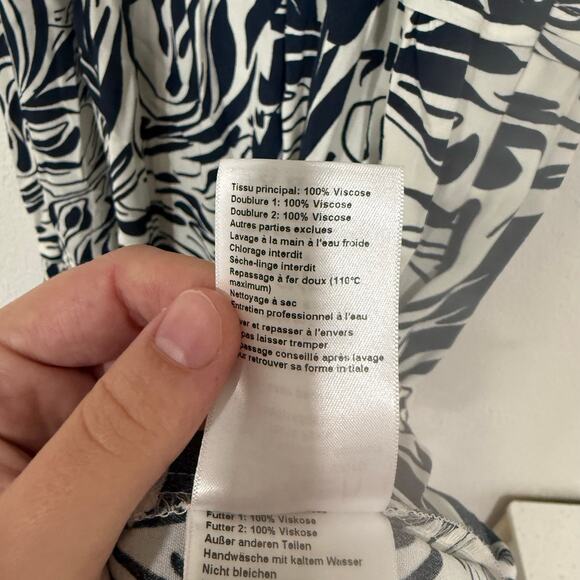 Tissu principal: 100% Viscose
Doublure 1: 100% Viscose
Doublure 2: 100% Viscose
Autres parties exclues
Lavage à la main à l'eau froide
Chlorage interdit
Sèche-linge interdit
Repassage à fer doux (110°C
maximum)
Nettoyage à sec
Entretien professionnel à l'eau
et repasser à l'envers
pas laisser tremper
passage conseillé après lavage
retrouver sa forme initiale
Futter 1: 100% Viskose
Futter 2: 100% Viskose
Außer anderen Teilen
Handwäsche mit kaltem Wasser
Nicht bleichen